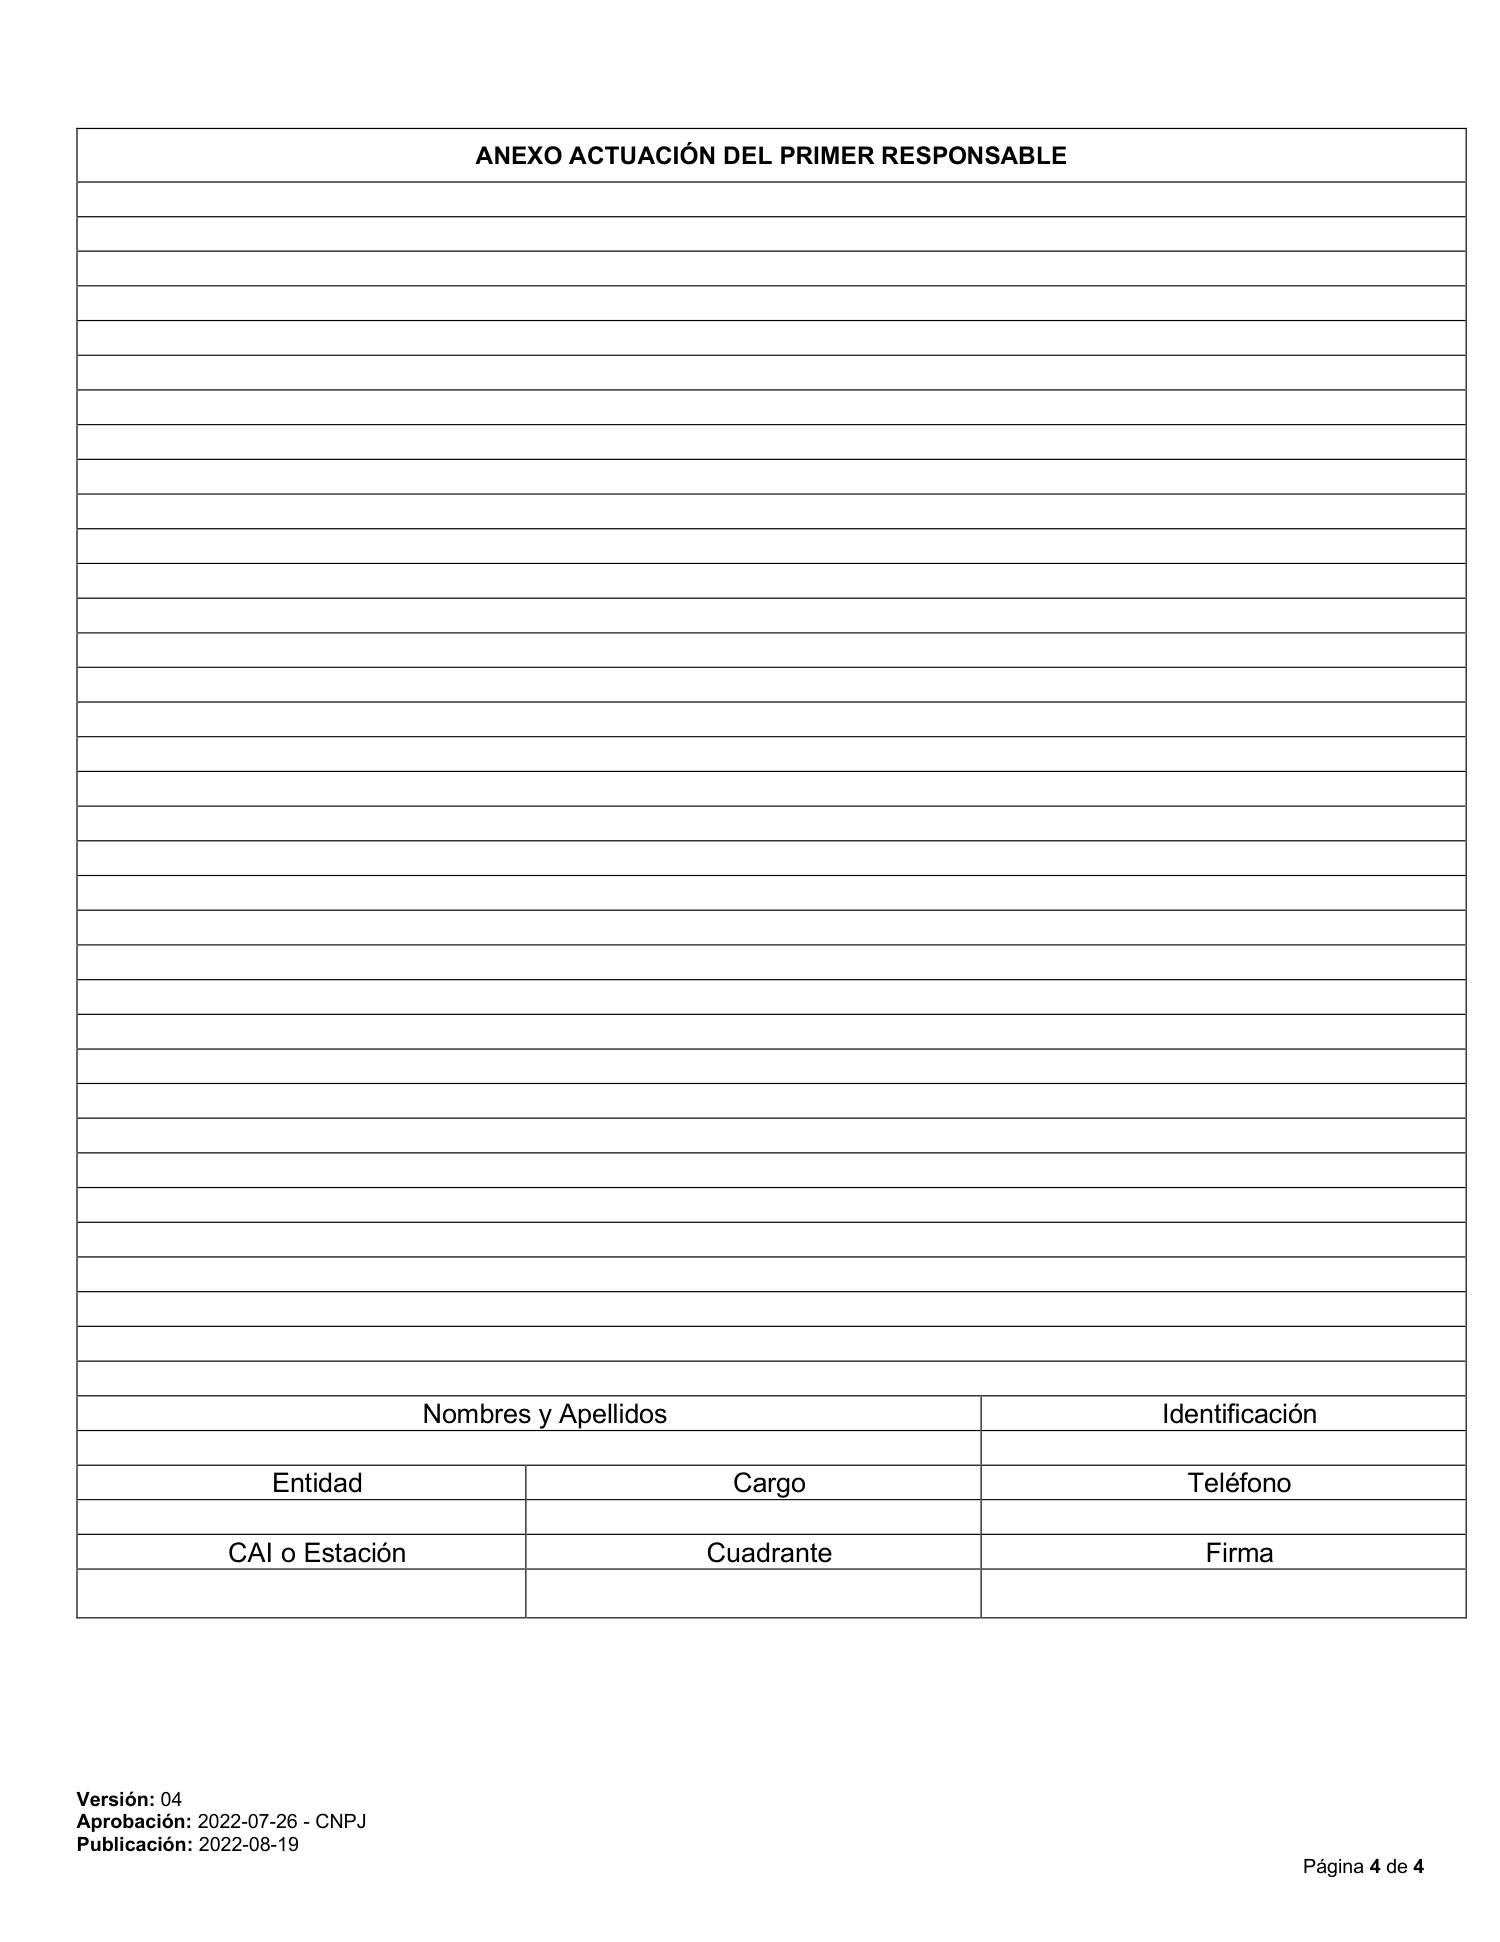 ANEXO ACTUACIÓN DEL PRIMER RESPONSABLE
Nombres y Apellidos Identificación
Entidad Cargo Teléfono
CAI o Estación Cuadrante Firma
Versión: 04
Aprobación: 2022-07-26 - CNPJ
Publicación: 2022-08-19
Página 4 de 4